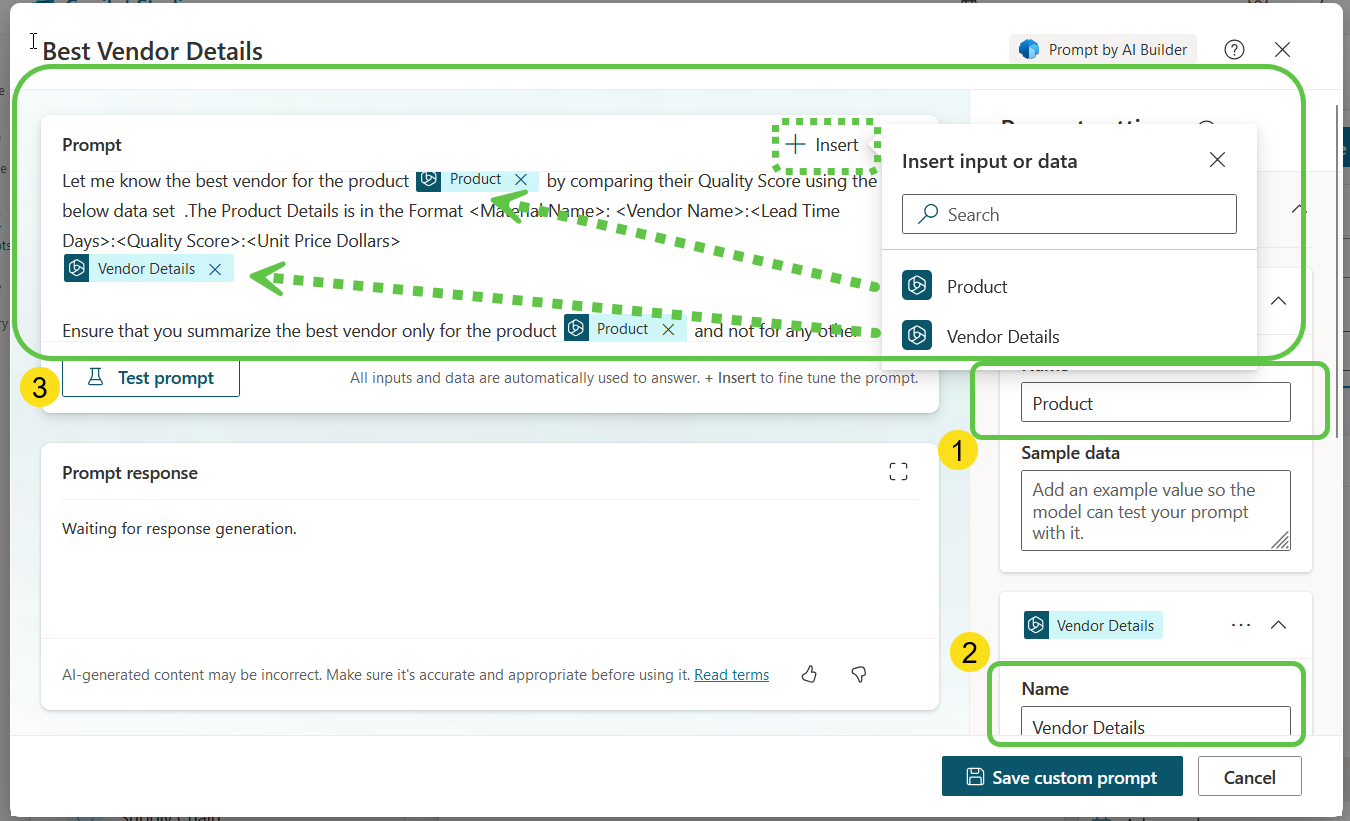 Best Vendor Details
Prompt by AI Builder
Prompt
Insert
Let me know the best vendor for the product Product by comparing their Quality Score using the
below data set .The Product Details is in the Format <Material Name>: <Vendor Name>:<Lead Time
Days>:<Quality Score>:<Unit Price Dollars>
Vendor Details
Ensure that you summarize the best vendor only for the product Product and not for any other
Insert input or data
Search
Product
Vendor Details
3
Test prompt
All inputs and data are automatically used to answer. + Insert to fine tune the prompt.
Name
Product
1
Sample data
Add an example value so the
model can test your prompt
with it.
Prompt response
Waiting for response generation.
AI-generated content may be incorrect. Make sure it's accurate and appropriate before using it. Read terms
Vendor Details
2
Name
Vendor Details
Save custom prompt
Cancel